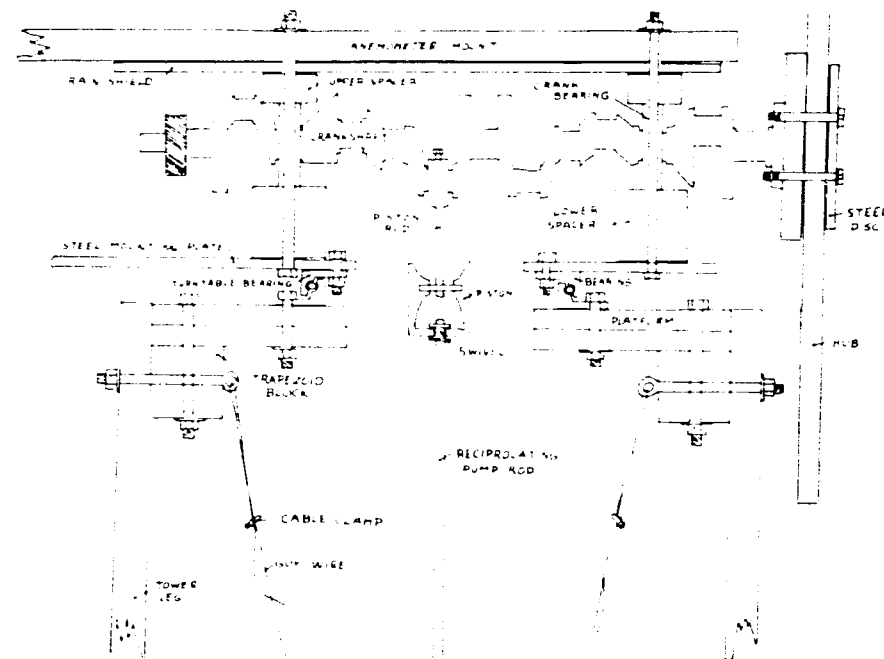 ANEMOMETER MOUNT
RAIN SHIELD
UPPER SPACER
CRANK
BEARING
CRANKSHAFT
PISTON
ROD
LOWER
SPACER
STEEL
DISC
STEEL MOUNTING PLATE
TURNTABLE BEARING
BEARING
PISTON
PLATFORM
SWIVEL
HUB
TRAPEZOID
BLOCK
RECIPROCATING
PUMP ROD
CABLE CLAMP
GUY WIRE
TOWER
LEG